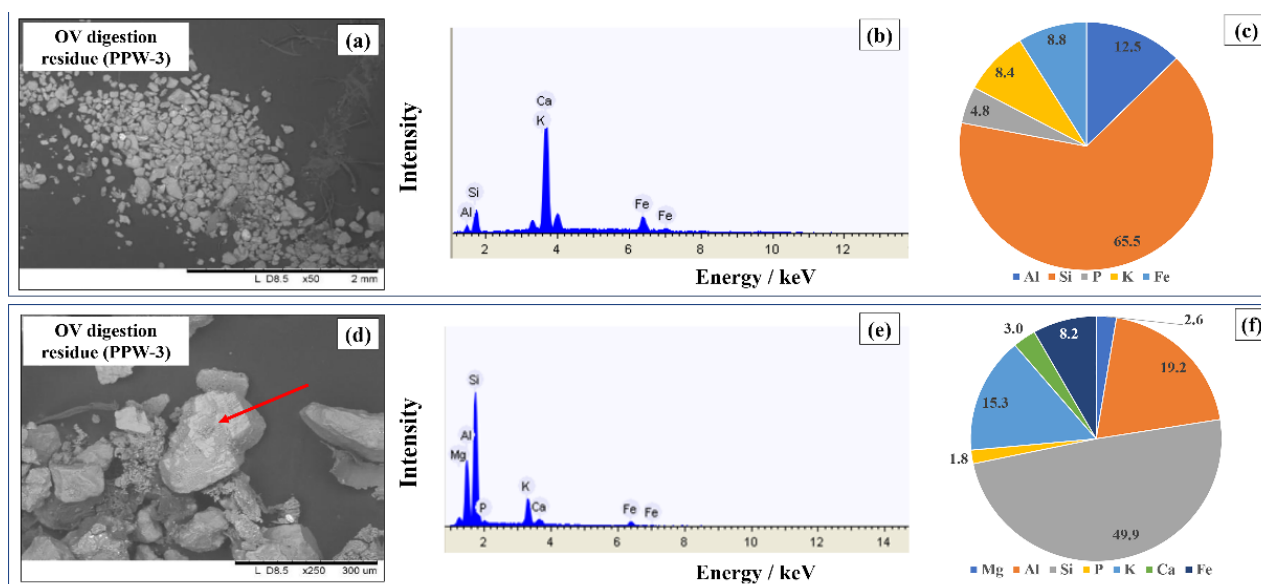 OV digestion
residue (PPW-3)
(a)
L D8.5 x50 2 mm
(b)
Intensity
Ca
K
Si
Al
Fe
Fe
2 4 6 8 10 12
Energy / keV
(c)
8.8
12.5
8.4
4.8
65.5
Al Si P K Fe
OV digestion
residue (PPW-3)
(d)
L D8.5 x250 300 um
(e)
Intensity
Si
Al
Mg
P
K
Ca
Fe
Fe
2 4 6 8 10 12 14
Energy / keV
(f)
3.0
8.2
2.6
19.2
15.3
1.8
49.9
Mg Al Si P K Ca Fe